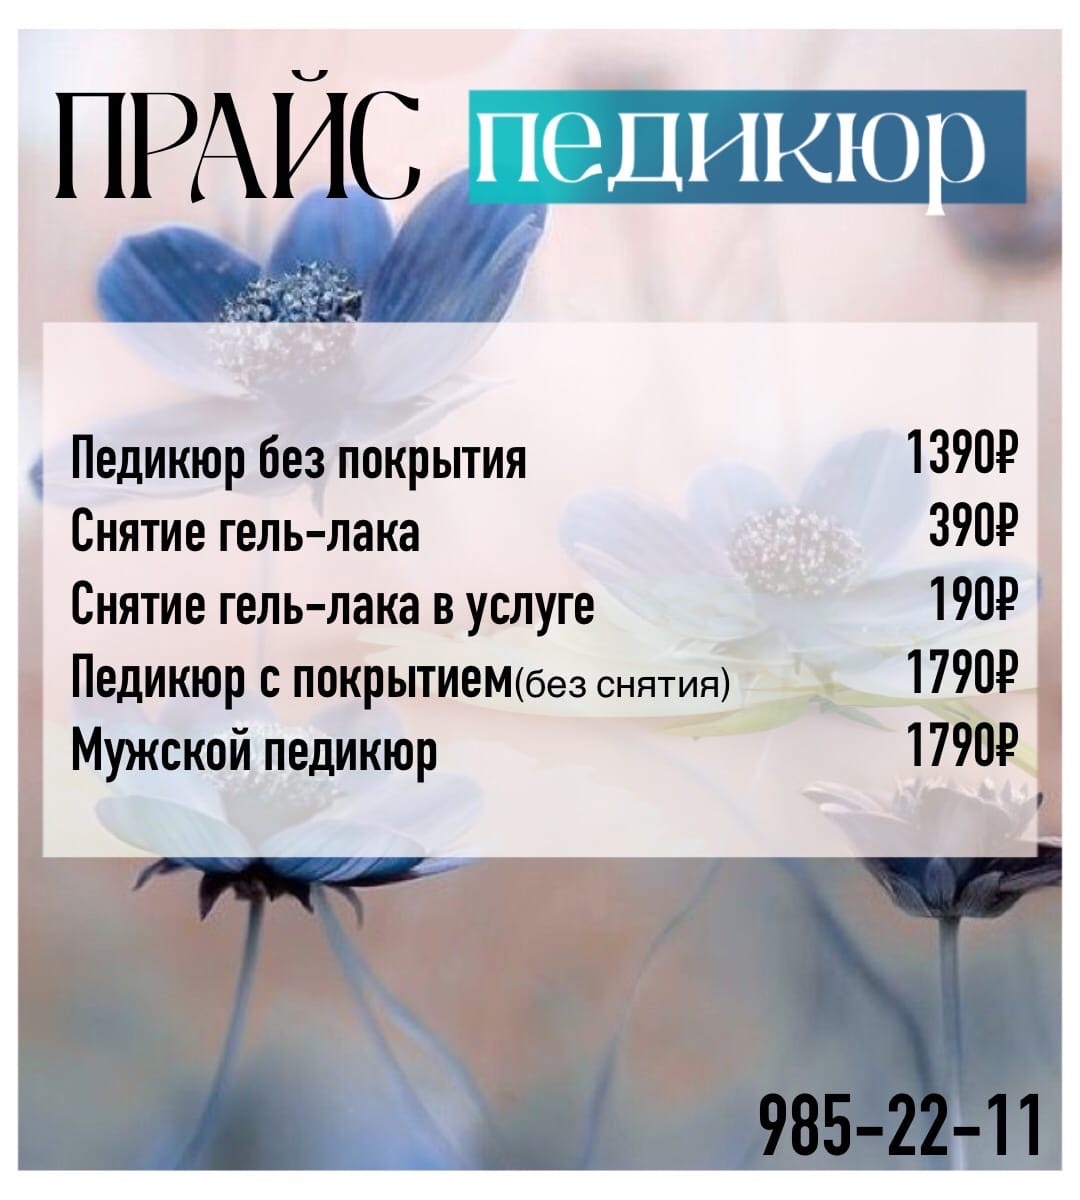 ПРАЙС педикюр
Педикюр без покрытия 1390₽
Снятие гель-лака 390₽
Снятие гель-лака в услуге 190₽
Педикюр с покрытием(без снятия) 1790₽
Мужской педикюр 1790₽
985-22-11